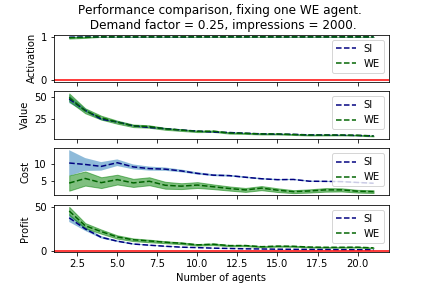 Performance comparison, fixing one WE agent.
Demand factor = 0.25, impressions = 2000.
Activation
1
0
SI
WE
Value
50
25
SI
WE
Cost
10
5
SI
WE
Profit
50
0
SI
WE
2.5 5.0 7.5 10.0 12.5 15.0 17.5 20.0
Number of agents